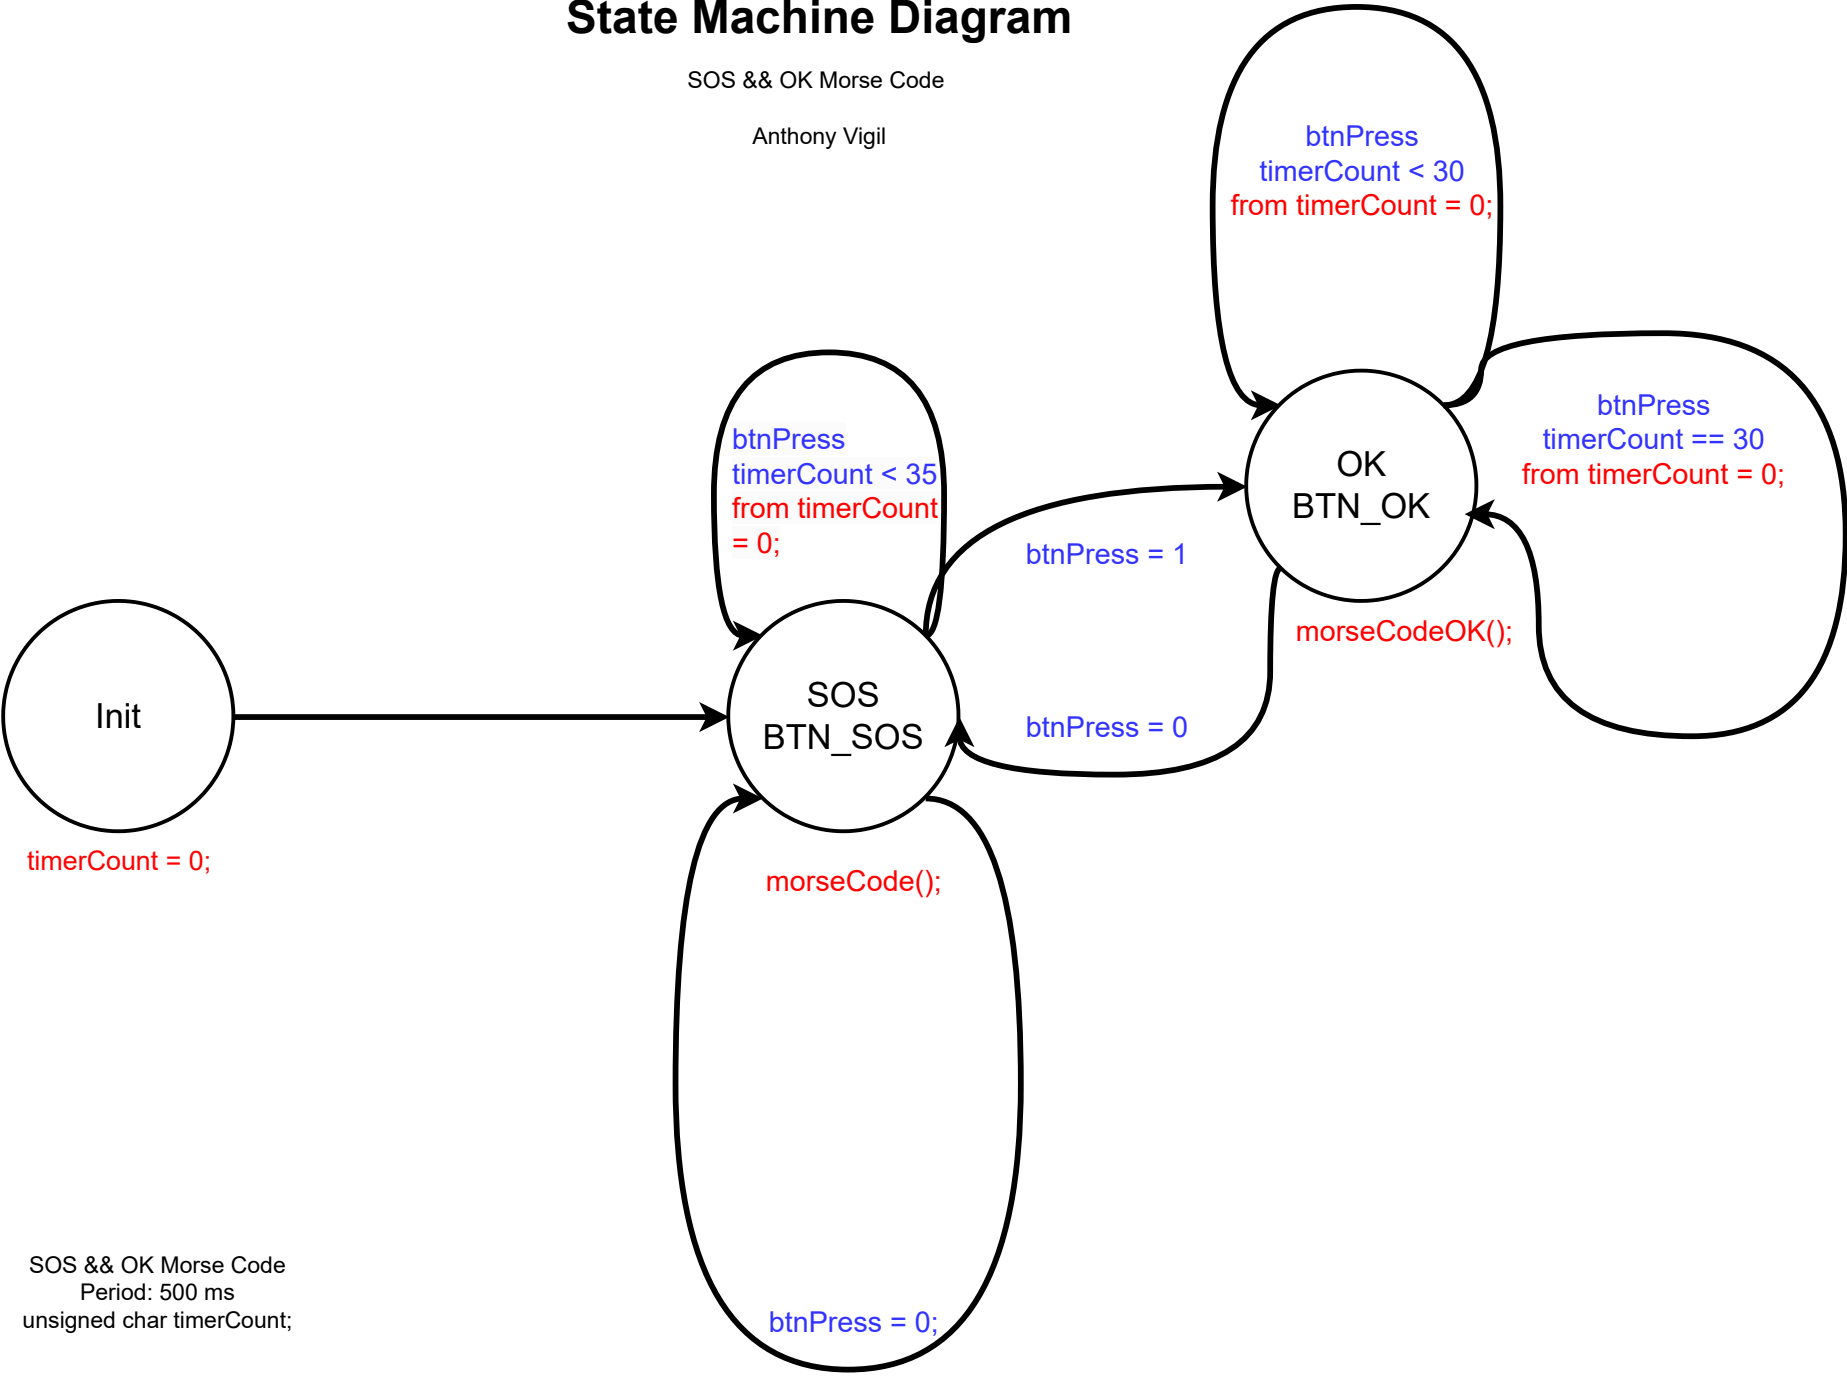 State Machine Diagram
SOS && OK Morse Code
Anthony Vigil
btnPress
timerCount < 30
from timerCount = 0;
btnPress
timerCount < 35
from timerCount
= 0;
btnPress
timerCount == 30
from timerCount = 0;
OK
BTN_OK
btnPress = 1
morseCodeOK();
Init
SOS
BTN_SOS
btnPress = 0
timerCount = 0;
morseCode();
SOS && OK Morse Code
Period: 500 ms
unsigned char timerCount;
btnPress = 0;